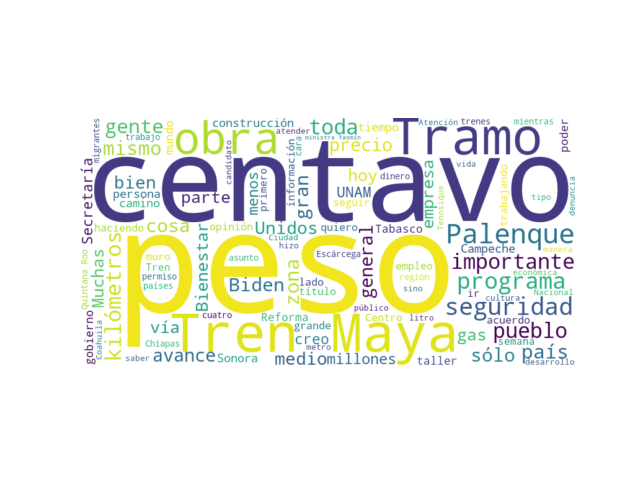 gente
obra
construcción
toda
tiempo
Tramo
Atención
trenes
mientras
migrantes
trabajo
mismo
mundo
candidato
atender
cara
ministra Yasmín
precio
poder
centavo
Secretaría
bien
persona
camino
parte
menos
primero
información
gran
hoy
dinero
UNAM
seguir
empresa
vida
trabajando
tipo
denuncia
Tenosique
peso
Muchas
haciendo
cosa
opinión
Unidos
quiero
Tabasco
Palenque
Quintana Roo
kilómetros
muro
Tren
permiso
países
Bienestar
asunto
Ciudad
hizo
Escárcega
zona
Biden
lado
título
general
Campeche
manera
importante
empleo
región
sino
económica
programa
ir
cultura
seguridad
gobierno
Coahuila
vía
Chiapas
saber
avance
cuatro
Tren Maya
Reforma
grande
creo
metro
público
Centro
litro
gas
acuerdo
semana
Nacional
pueblo
Sonora
medio
millones
taller
sólo
país
desarrollo